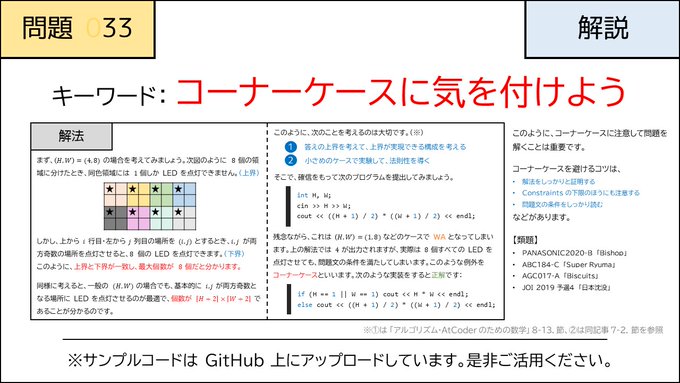 問題 033
解説
キーワード: コーナーケースに気を付けよう
解法
まず、(H,W) = (4,8) の場合を考えてみましょう。次図のように 8 個の領
域に分けたとき、同色領域には 1 個しか LED を点灯できません。(上界)
★ ★ ★ ★
★ ★ ★ ★
しかし、上から i 行目・左から j 列目の場所を (i,j) とするとき、i,j が両
方奇数の場所を点灯させると、8 個の LED を点灯できます。(下界)
このように、上界と下界が一致し、最大個数が 8 個だと分かります。
同様に考えると、一般の (H,W) の場合でも、基本的に i,j が両方奇数と
なる場所に LED を点灯させるのが最適で、個数が ⌈H÷2⌉×⌈W÷2⌉ で
あることが分かるのです。
このように、次のことを考えるのは大切です。(※)
1 答えの上界を考えて、上界が実現できる構成を考える
2 小さめのケースで実験して、法則性を導く
そこで、確信をもって次のプログラムを提出してみましょう。
int H, W;
cin >> H >> W;
cout << ((H + 1) / 2) * ((W + 1) / 2) << endl;
残念ながら、これは (H,W) = (1,8) などのケースで WA となってしまい
ます。上の解法では 4 が出力されますが、実際は 8 個すべての LED を
点灯させても、問題文の条件を満たしてしまいます。このような例外を
コーナーケースといいます。次のような実装をすると正解です:
if (H == 1 || W == 1) cout << H * W << endl;
else cout << ((H + 1) / 2) * ((W + 1) / 2) << endl;
このように、コーナーケースに注意して問題を
解くことは重要です。
コーナーケースを避けるコツは、
• 解法をしっかりと証明する
• Constraints の下限のほうにも注意する
• 問題文の条件をしっかり読む
などがあります。
【類題】
• PANASONIC2020-B「Bishop」
• ABC184-C「Super Ryuma」
• AGC017-A「Biscuits」
• JOI 2019 予選4「日本沈没」
※①は「アルゴリズム・AtCoder のための数学」8-13. 節、②は同記事 7-2. 節を参照
※サンプルコードは GitHub 上にアップロードしています。是非ご活用ください。